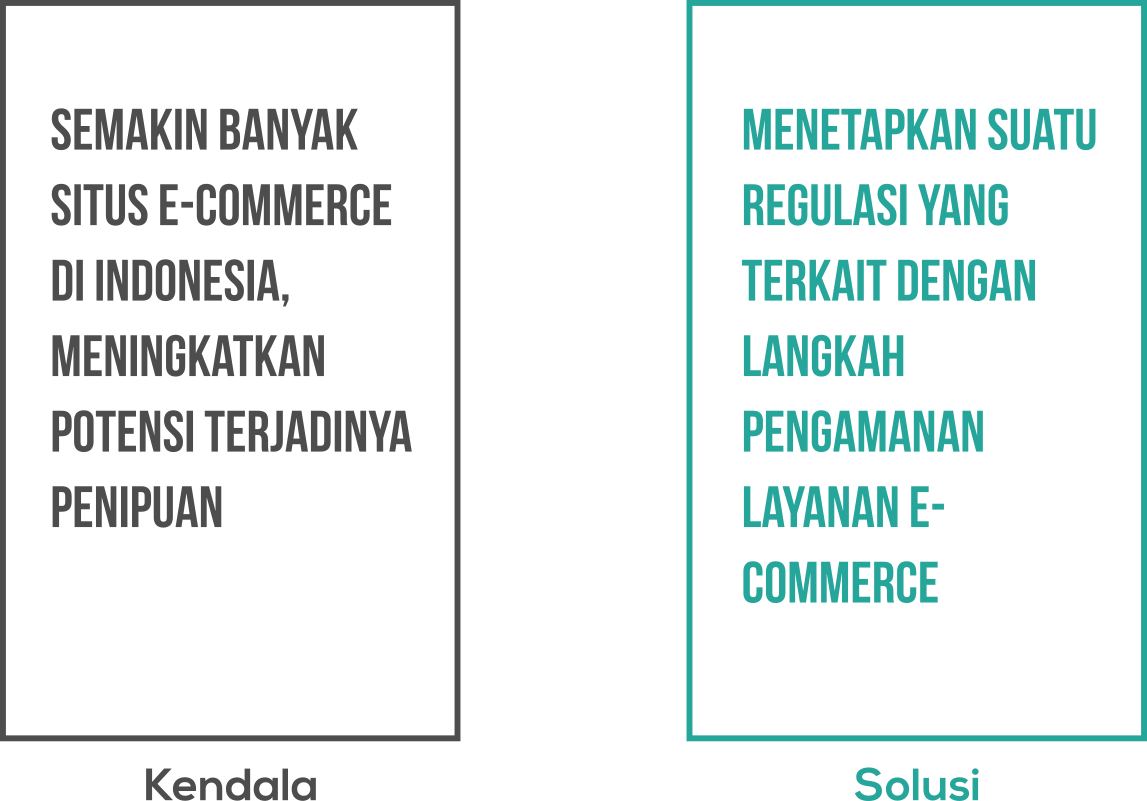 SEMAKIN BANYAK
SITUS E-COMMERCE
DI INDONESIA,
MENINGKATKAN
POTENSI TERJADINYA
PENIPUAN
Kendala
MENETAPKAN SUATU
REGULASI YANG
TERKAIT DENGAN
LANGKAH
PENGAMANAN
LAYANAN E-
COMMERCE
Solusi